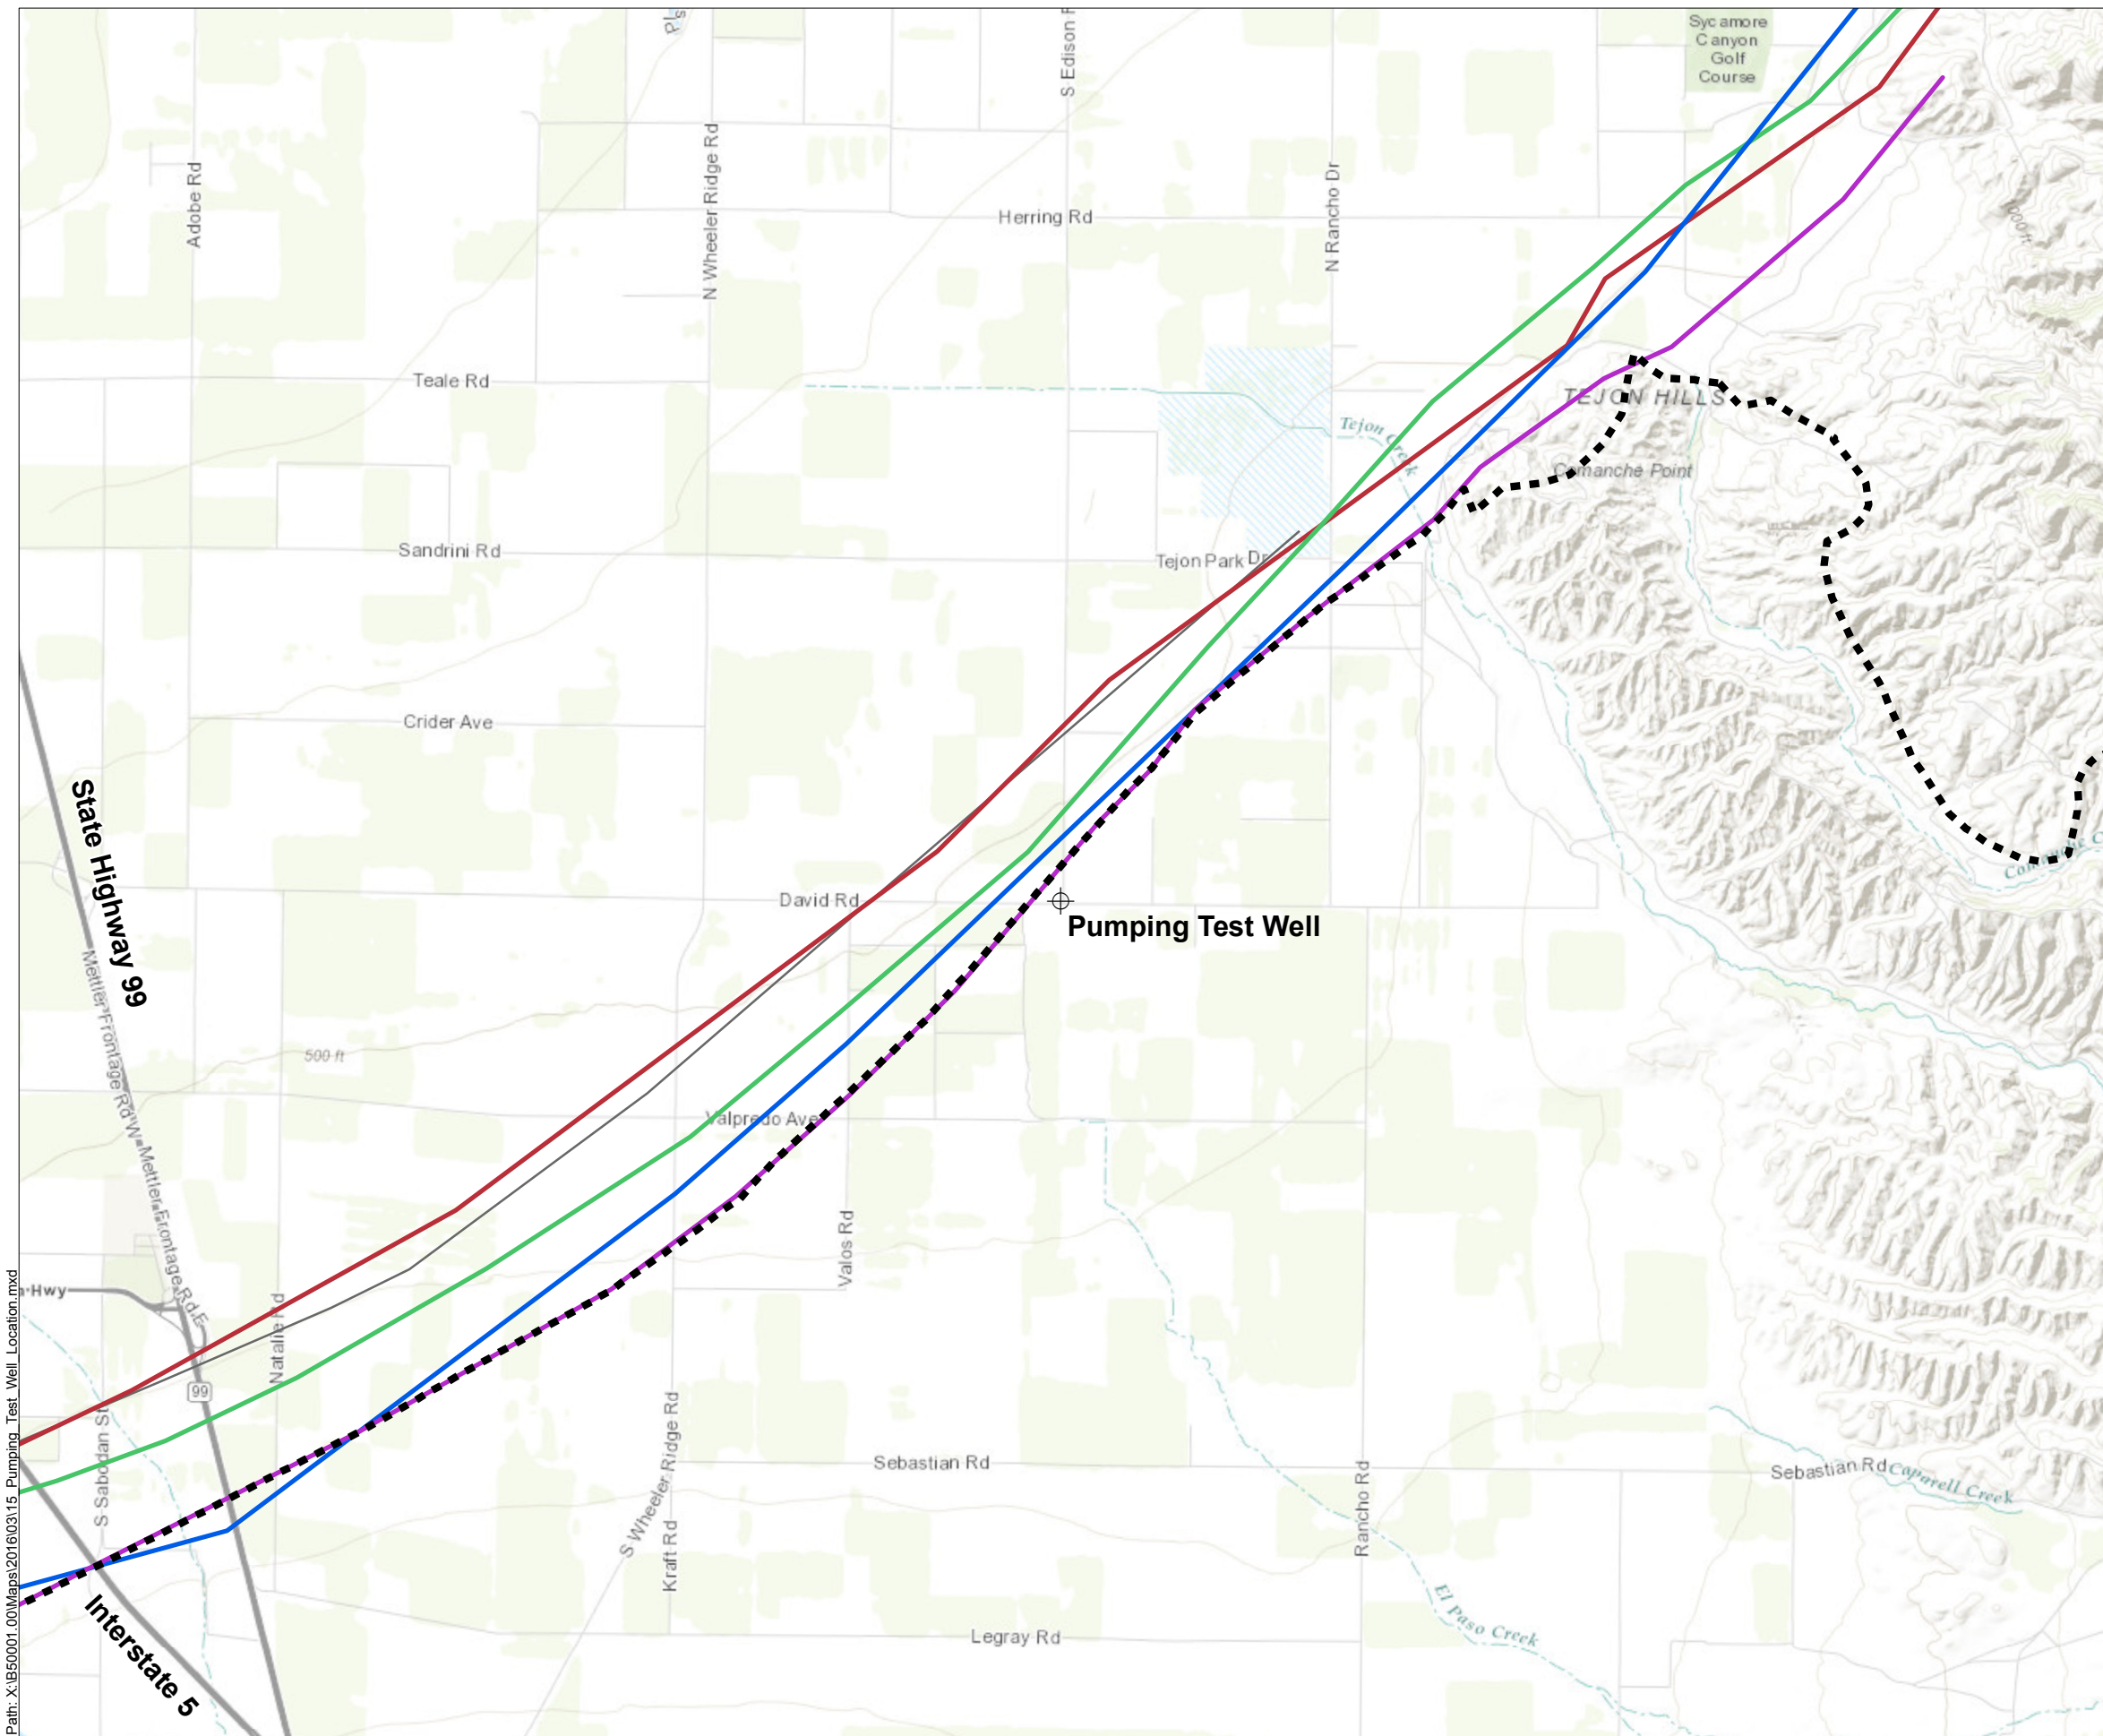 Sycamore
Canyon
Golf
Course
S Edison
Adobe Rd
N Wheeler Ridge Rd
N Rancho Dr
Herring Rd
1000 ft
Teale Rd
TEJON HILLS
Tejon Creek
Comanche Point
Sandrini Rd
Tejon Park Dr
Crider Ave
State Highway 99
David Rd
Pumping Test Well
Mettler Frontage Rd W
500 ft
Valpredo Ave
Mettler Frontage Rd E
Valos Rd
Hwy
Natalie Rd
99
S Sabodan St
S Wheeler Ridge Rd
Sebastian Rd
Rancho Rd
Sebastian Rd
Caparell Creek
Kraft Rd
Interstate 5
El Paso Creek
Legray Rd
Path: X:\B50001.00\Maps\2016\03\15_Pumping_Test_Well_Location.mxd